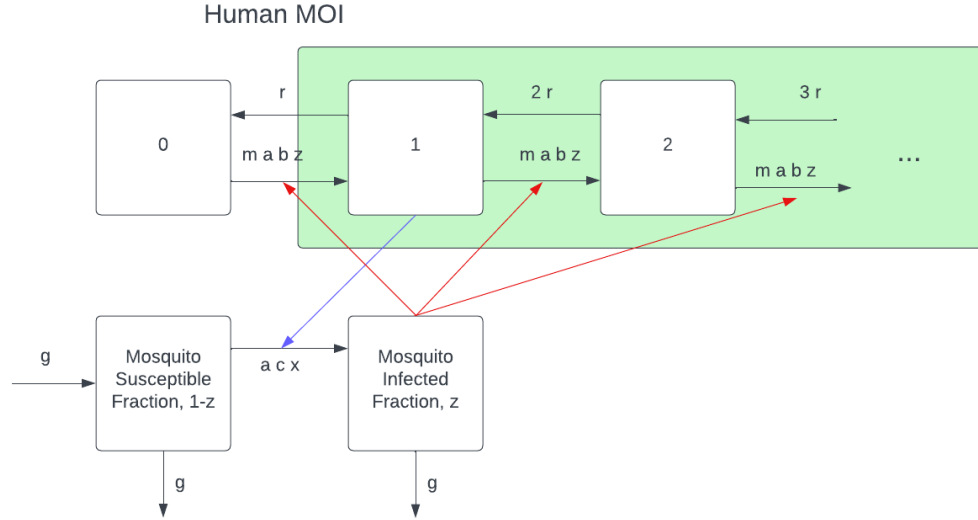 Human MOI
r
2 r
3 r
0
1
2
...
m a b z
m a b z
m a b z
g
Mosquito
Susceptible
Fraction, 1-z
a c x
Mosquito
Infected
Fraction, z
g
g